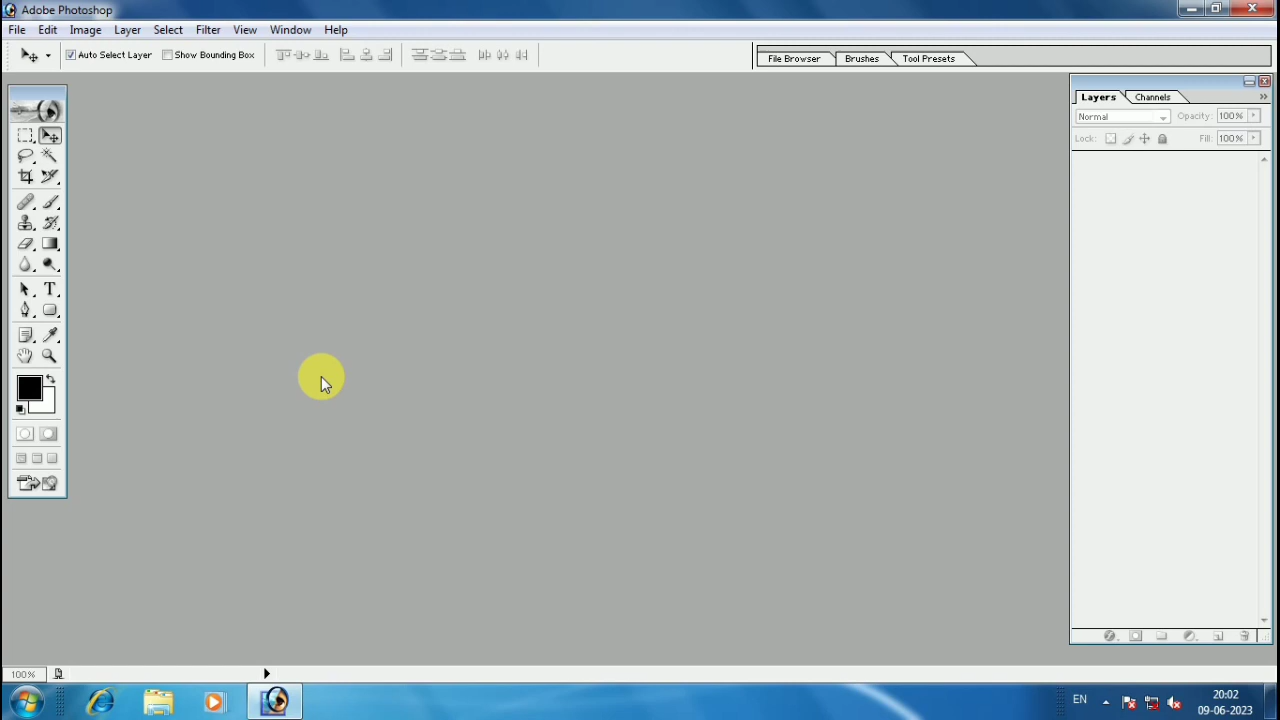 Adobe Photoshop
File Edit Image Layer Select Filter View Window Help
Auto Select Layer Show Bounding Box File Browser Brushes Tool Presets
Layers Channels
Normal Opacity: 100%
Lock: Fill: 100%
T
100%
EN 20:02
09-06-2023